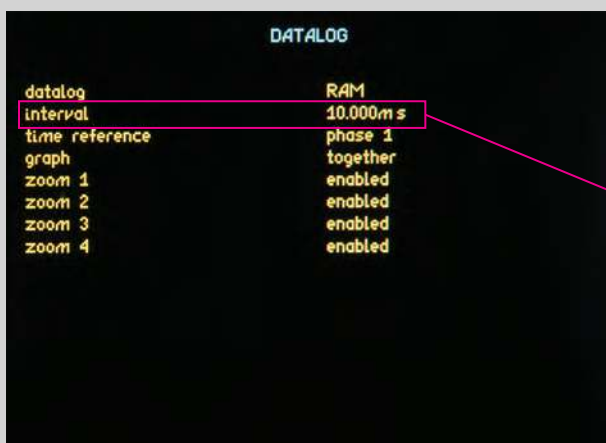 DATALOG
datalog RAM
interval 10.000m s
time reference phase 1
graph together
zoom 1 enabled
zoom 2 enabled
zoom 3 enabled
zoom 4 enabled